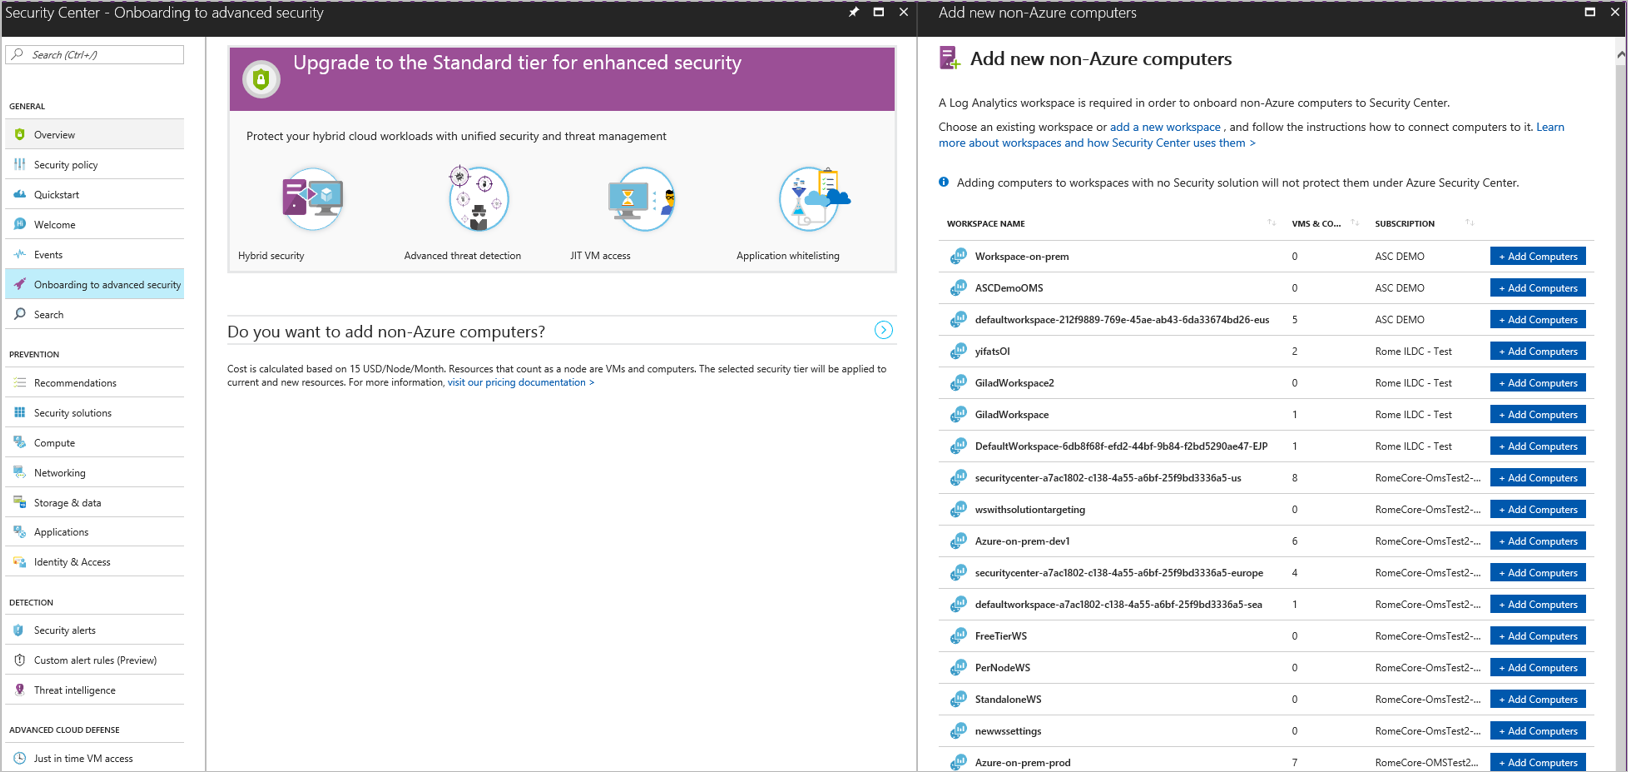 Security Center - Onboarding to advanced security
Search (Ctrl+/)
GENERAL
Overview
Security policy
Quickstart
Welcome
Events
Onboarding to advanced security
Search
PREVENTION
Recommendations
Security solutions
Compute
Networking
Storage & data
Applications
Identity & Access
DETECTION
Security alerts
Custom alert rules (Preview)
Threat intelligence
ADVANCED CLOUD DEFENSE
Just in time VM access
Upgrade to the Standard tier for enhanced security
Protect your hybrid cloud workloads with unified security and threat management
Hybrid security
Advanced threat detection
JIT VM access
Application whitelisting
Do you want to add non-Azure computers?
Cost is calculated based on 15 USD/Node/Month. Resources that count as a node are VMs and computers. The selected security tier will be applied to
current and new resources. For more information, visit our pricing documentation >
Add new non-Azure computers
Add new non-Azure computers
A Log Analytics workspace is required in order to onboard non-Azure computers to Security Center.
Choose an existing workspace or add a new workspace , and follow the instructions how to connect computers to it. Learn
more about workspaces and how Security Center uses them >
Adding computers to workspaces with no Security solution will not protect them under Azure Security Center.
WORKSPACE NAME VMS & CO... SUBSCRIPTION
Workspace-on-prem 0 ASC DEMO + Add Computers
ASCDemoOMS 0 ASC DEMO + Add Computers
defaultworkspace-212f9889-769e-45ae-ab43-6da33674bd26-eus 5 ASC DEMO + Add Computers
yifatsOI 2 Rome ILDC - Test + Add Computers
GiladWorkspace2 0 Rome ILDC - Test + Add Computers
GiladWorkspace 1 Rome ILDC - Test + Add Computers
DefaultWorkspace-6db8f68f-efd2-44bf-9b84-f2bd5290ae47-EJP 1 Rome ILDC - Test + Add Computers
securitycenter-a7ac1802-c138-4a55-a6bf-25f9bd3336a5-us 8 RomeCore-OmsTest2-... + Add Computers
wswithsolutiontargeting 0 RomeCore-OmsTest2-... + Add Computers
Azure-on-prem-dev1 6 RomeCore-OmsTest2-... + Add Computers
securitycenter-a7ac1802-c138-4a55-a6bf-25f9bd3336a5-europe 4 RomeCore-OmsTest2-... + Add Computers
defaultworkspace-a7ac1802-c138-4a55-a6bf-25f9bd3336a5-sea 1 RomeCore-OmsTest2-... + Add Computers
FreeTierWS 0 RomeCore-OmsTest2-... + Add Computers
PerNodeWS 0 RomeCore-OmsTest2-... + Add Computers
StandaloneWS 0 RomeCore-OmsTest2-... + Add Computers
newwssettings 0 RomeCore-OmsTest2-... + Add Computers
Azure-on-prem-prod 7 RomeCore-OMSTest2... + Add Computers